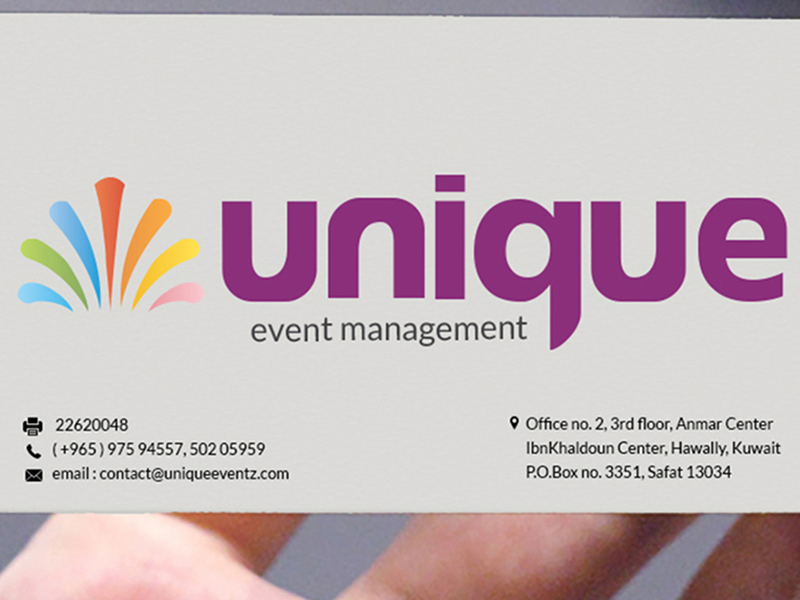 unique
event management
22620048
( +965 ) 975 94557, 502 05959
email : contact@uniqueeventz.com
Office no. 2, 3rd floor, Anmar Center
IbnKhaldoun Center, Hawally, Kuwait
P.O.Box no. 3351, Safat 13034